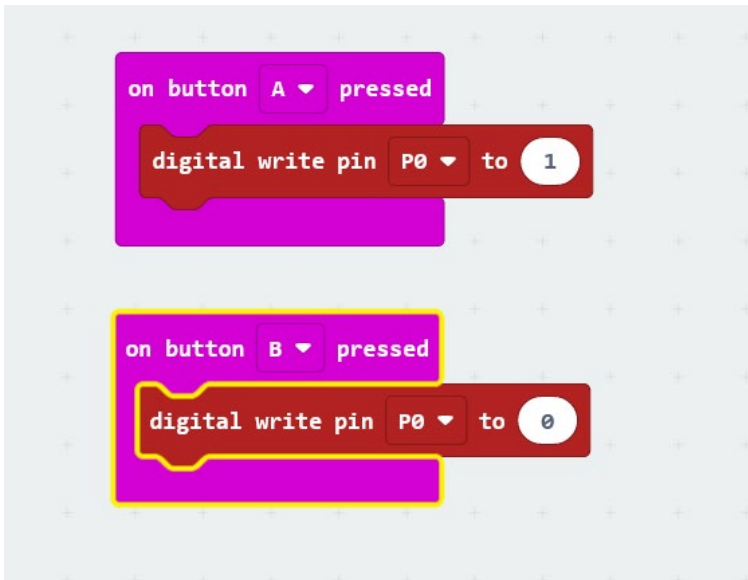 on button A pressed
digital write pin P0 to 1
on button B pressed
digital write pin P0 to 0